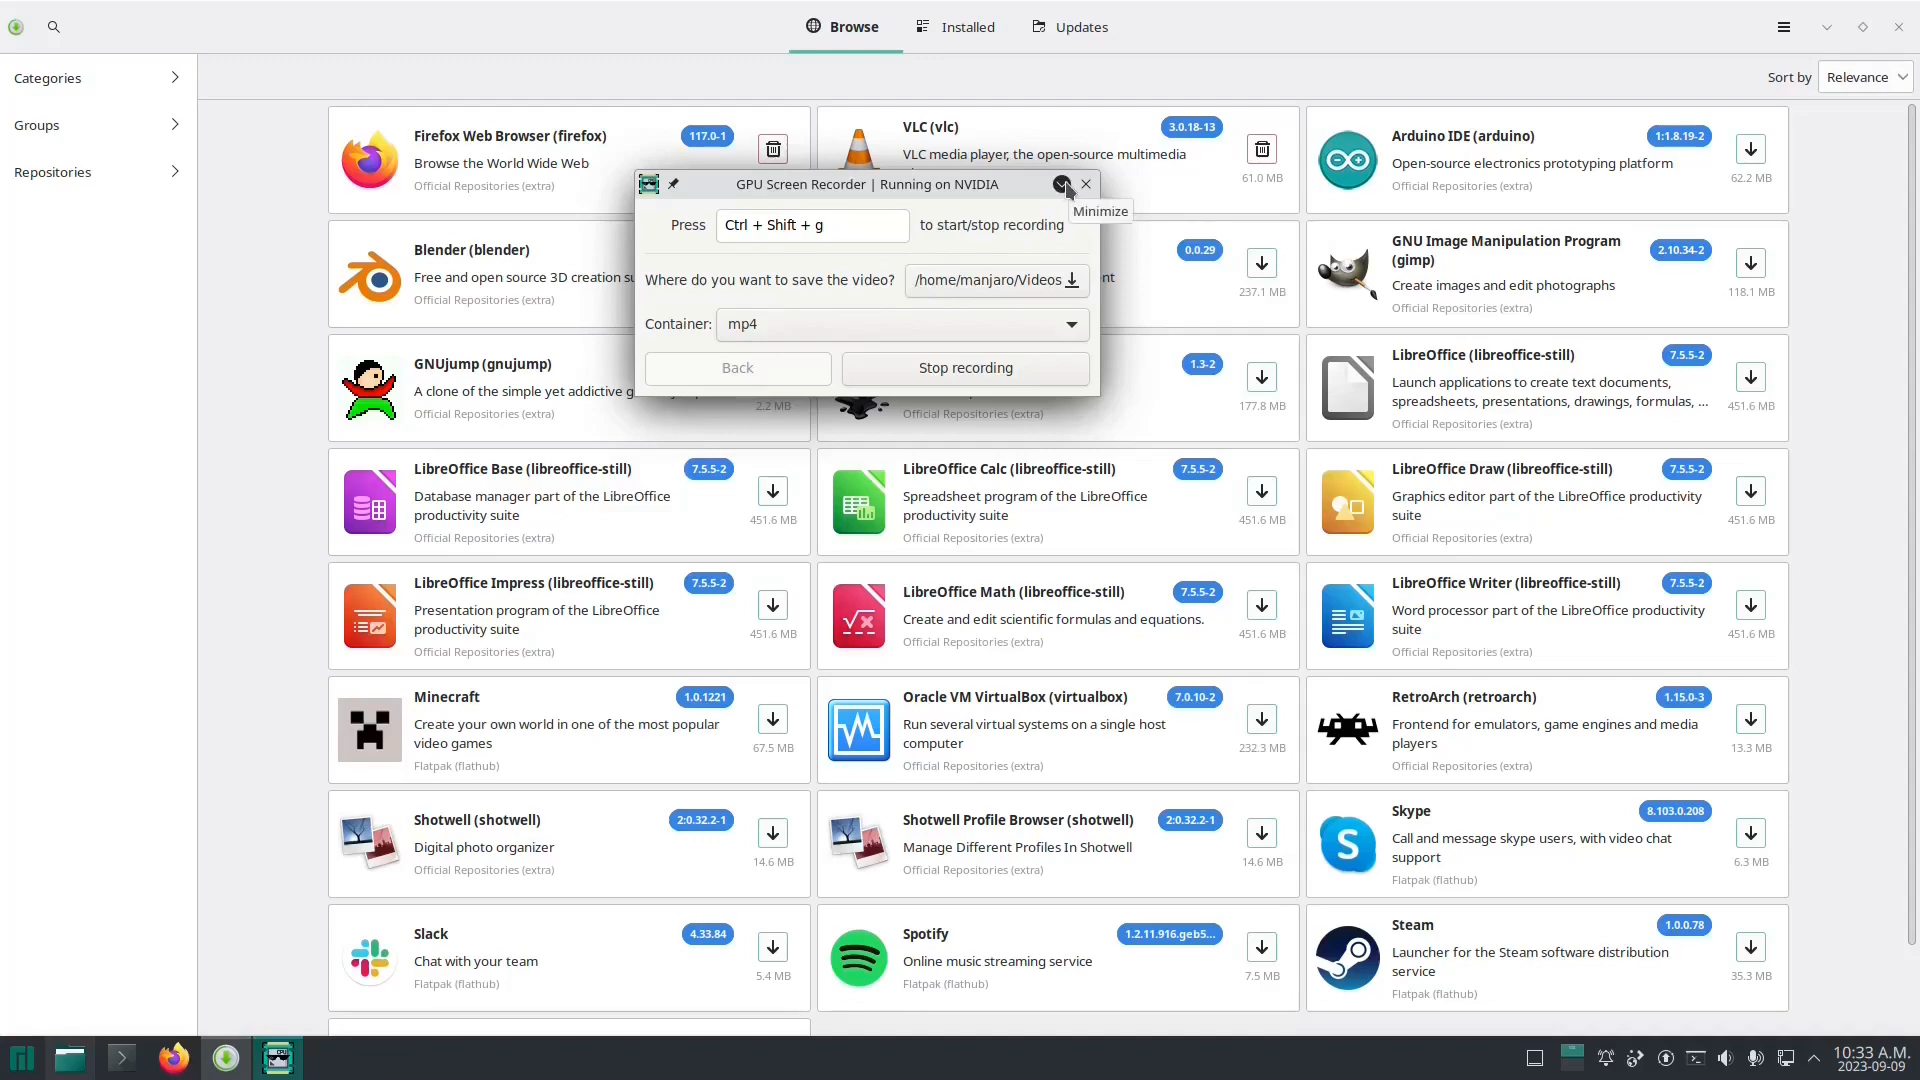 Browse
Installed
Updates
Categories
Groups
Repositories
Sort by
Relevance
Firefox Web Browser (firefox)
117.0-1
Browse the World Wide Web
Official Repositories (extra)
VLC (vlc)
3.0.18-13
VLC media player, the open-source multimedia
61.0 MB
Arduino IDE (arduino)
1:1.8.19-2
Open-source electronics prototyping platform
Official Repositories (extra)
62.2 MB
GPU Screen Recorder | Running on NVIDIA
Minimize
Press
Ctrl + Shift + g
to start/stop recording
Where do you want to save the video?
/home/manjaro/Videos
Container:
mp4
Back
Stop recording
Blender (blender)
Free and open source 3D creation su
Official Repositories (extra)
0.0.29
nt
237.1 MB
GNU Image Manipulation Program
(gimp)
2.10.34-2
Create images and edit photographs
Official Repositories (extra)
118.1 MB
GNUjump (gnujump)
A clone of the simple yet addictive g
Official Repositories (extra)
2.2 MB
1.3-2
Official Repositories (extra)
177.8 MB
LibreOffice (libreoffice-still)
7.5.5-2
Launch applications to create text documents,
spreadsheets, presentations, drawings, formulas, ...
Official Repositories (extra)
451.6 MB
LibreOffice Base (libreoffice-still)
7.5.5-2
Database manager part of the LibreOffice
productivity suite
Official Repositories (extra)
451.6 MB
LibreOffice Calc (libreoffice-still)
7.5.5-2
Spreadsheet program of the LibreOffice
productivity suite
Official Repositories (extra)
451.6 MB
LibreOffice Draw (libreoffice-still)
7.5.5-2
Graphics editor part of the LibreOffice productivity
suite
Official Repositories (extra)
451.6 MB
LibreOffice Impress (libreoffice-still)
7.5.5-2
Presentation program of the LibreOffice
productivity suite
Official Repositories (extra)
451.6 MB
LibreOffice Math (libreoffice-still)
7.5.5-2
Create and edit scientific formulas and equations.
Official Repositories (extra)
451.6 MB
LibreOffice Writer (libreoffice-still)
7.5.5-2
Word processor part of the LibreOffice productivity
suite
Official Repositories (extra)
451.6 MB
Minecraft
1.0.1221
Create your own world in one of the most popular
video games
Flatpak (flathub)
67.5 MB
Oracle VM VirtualBox (virtualbox)
7.0.10-2
Run several virtual systems on a single host
computer
Official Repositories (extra)
232.3 MB
RetroArch (retroarch)
1.15.0-3
Frontend for emulators, game engines and media
players
Official Repositories (extra)
13.3 MB
Shotwell (shotwell)
2:0.32.2-1
Digital photo organizer
Official Repositories (extra)
14.6 MB
Shotwell Profile Browser (shotwell)
2:0.32.2-1
Manage Different Profiles In Shotwell
Official Repositories (extra)
14.6 MB
Skype
8.103.0.208
Call and message skype users, with video chat
support
Flatpak (flathub)
6.3 MB
Slack
4.33.84
Chat with your team
Flatpak (flathub)
5.4 MB
Spotify
1.2.11.916.geb5...
Online music streaming service
Flatpak (flathub)
7.5 MB
Steam
1.0.0.78
Launcher for the Steam software distribution
service
Flatpak (flathub)
35.3 MB
10:33 A.M.
2023-09-09